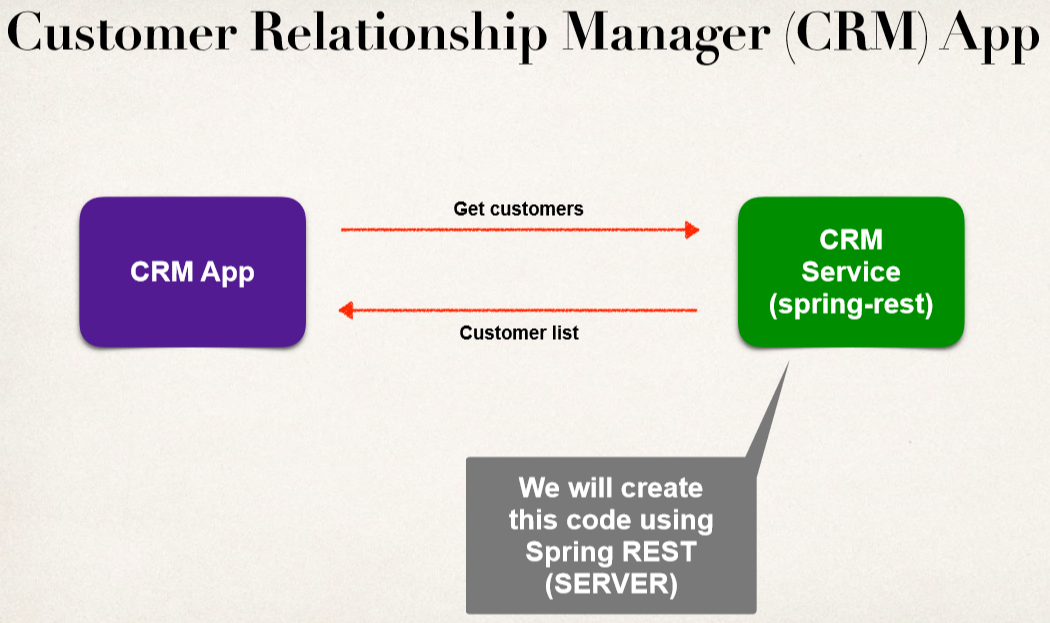 Customer Relationship Manager (CRM) App
Get customers
CRM App
CRM
Service
(spring-rest)
Customer list
We will create
this code using
Spring REST
(SERVER)